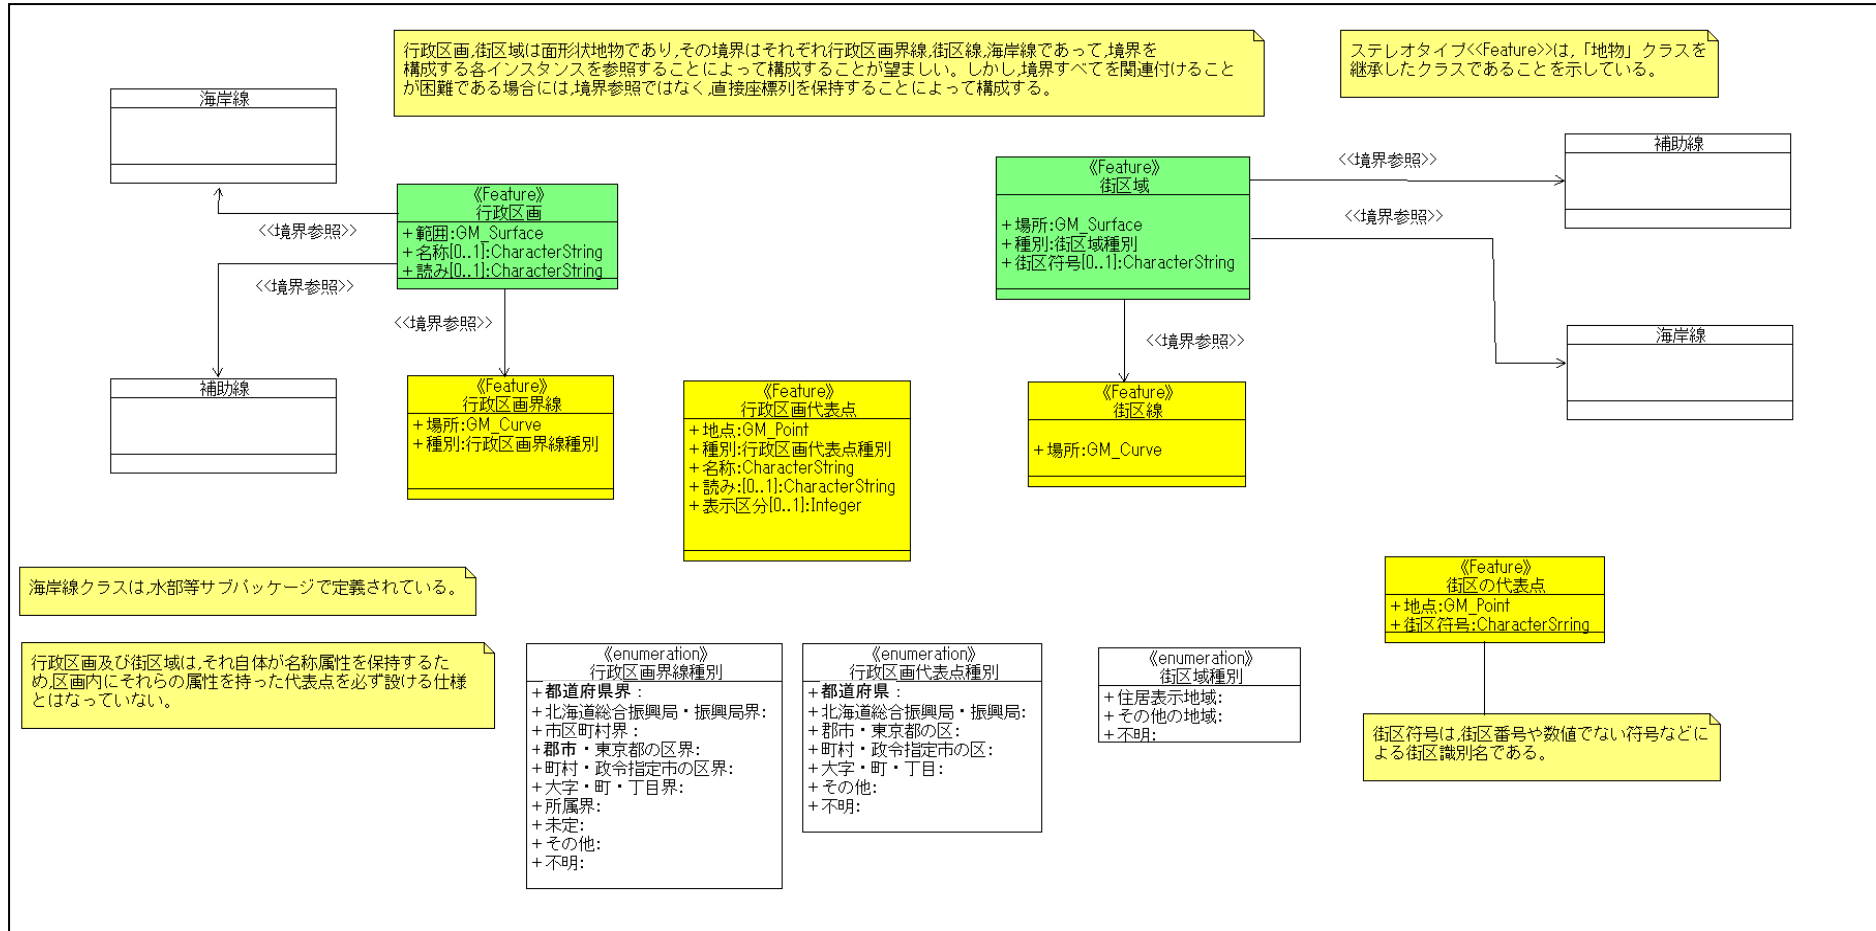 行政区画,街区域は面形状地物であり,その境界はそれぞれ行政区画界線,街区線,海岸線であって,境界を
構成する各インスタンスを参照することによって構成することが望ましい。しかし,境界すべてを関連付けること
が困難である場合には,境界参照ではなく,直接座標列を保持することによって構成する。
ステレオタイプ<<Feature>>は,「地物」クラスを
継承したクラスであることを示している。
海岸線
《Feature》
行政区画
+範囲:GM_Surface
+名称[0..1]:CharacterString
+読み[0..1]:CharacterString
<<境界参照>>
<<境界参照>>
<<境界参照>>
補助線
《Feature》
行政区画界線
+場所:GM_Curve
+種別:行政区画界線種別
《Feature》
行政区画代表点
+地点:GM_Point
+種別:行政区画代表点種別
+名称:CharacterString
+読み:[0..1]:CharacterString
+表示区分[0..1]:Integer
《Feature》
街区域
+場所:GM_Surface
+種別:街区域種別
+街区符号[0..1]:CharacterString
<<境界参照>>
<<境界参照>>
<<境界参照>>
補助線
海岸線
《Feature》
街区線
+場所:GM_Curve
海岸線クラスは,水部等サブパッケージで定義されている。
行政区画及び街区域は,それ自体が名称属性を保持するた
め,区画内にそれらの属性を持った代表点を必ず設ける仕様
とはなっていない。
《enumeration》
行政区画界線種別
+都道府県界:
+北海道総合振興局・振興局界:
+市区町村界:
+郡市・東京都の区界:
+町村・政令指定市の区界:
+大字・町・丁目界:
+所属界:
+未定:
+その他:
+不明:
《enumeration》
行政区画代表点種別
+都道府県:
+北海道総合振興局・振興局:
+郡市・東京都の区:
+町村・政令指定市の区:
+大字・町・丁目:
+その他:
+不明:
《enumeration》
街区域種別
+住居表示地域:
+その他の地域:
+不明:
《Feature》
街区の代表点
+地点:GM_Point
+街区符号:CharacterSrring
街区符号は,街区番号や数値でない符号などに
よる街区識別名である。